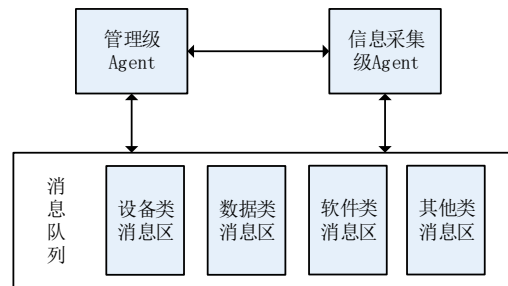 管理级
Agent
信息采集
级Agent
消
息
队
列
设备类
消息区
数据类
消息区
软件类
消息区
其他类
消息区